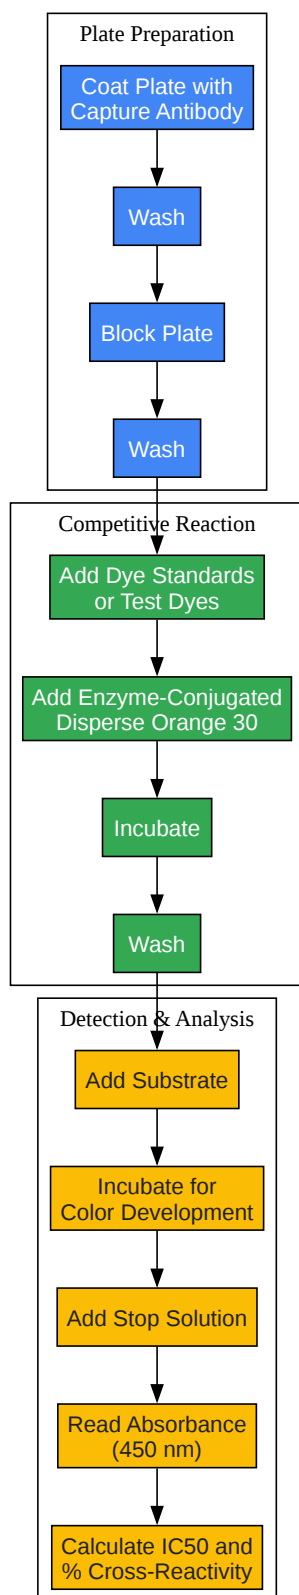 Plate Preparation
Coat Plate with
Capture Antibody
Wash
Block Plate
Wash
Competitive Reaction
Add Dye Standards
or Test Dyes
Add Enzyme-Conjugated
Disperse Orange 30
Incubate
Wash
Detection & Analysis
Add Substrate
Incubate for
Color Development
Add Stop Solution
Read Absorbance
(450 nm)
Calculate IC50 and
% Cross-Reactivity